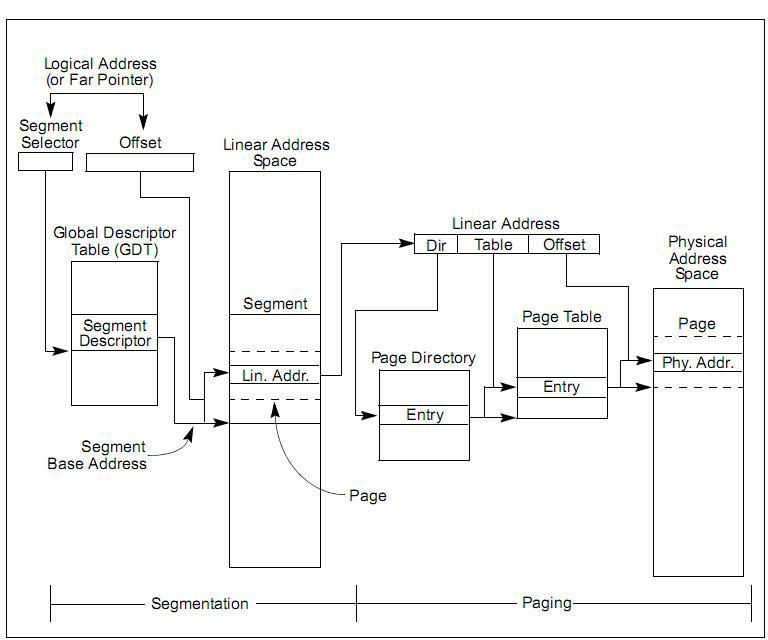 Logical Address
(or Far Pointer)
Segment
Selector
Offset
Linear Address
Space
Global Descriptor
Table (GDT)
Segment
Descriptor
Segment
Lin. Addr.
Segment
Base Address
Page
Linear Address
Dir
Table
Offset
Page Directory
Entry
Page Table
Entry
Physical
Address
Space
Page
Phy. Addr.
Segmentation
Paging